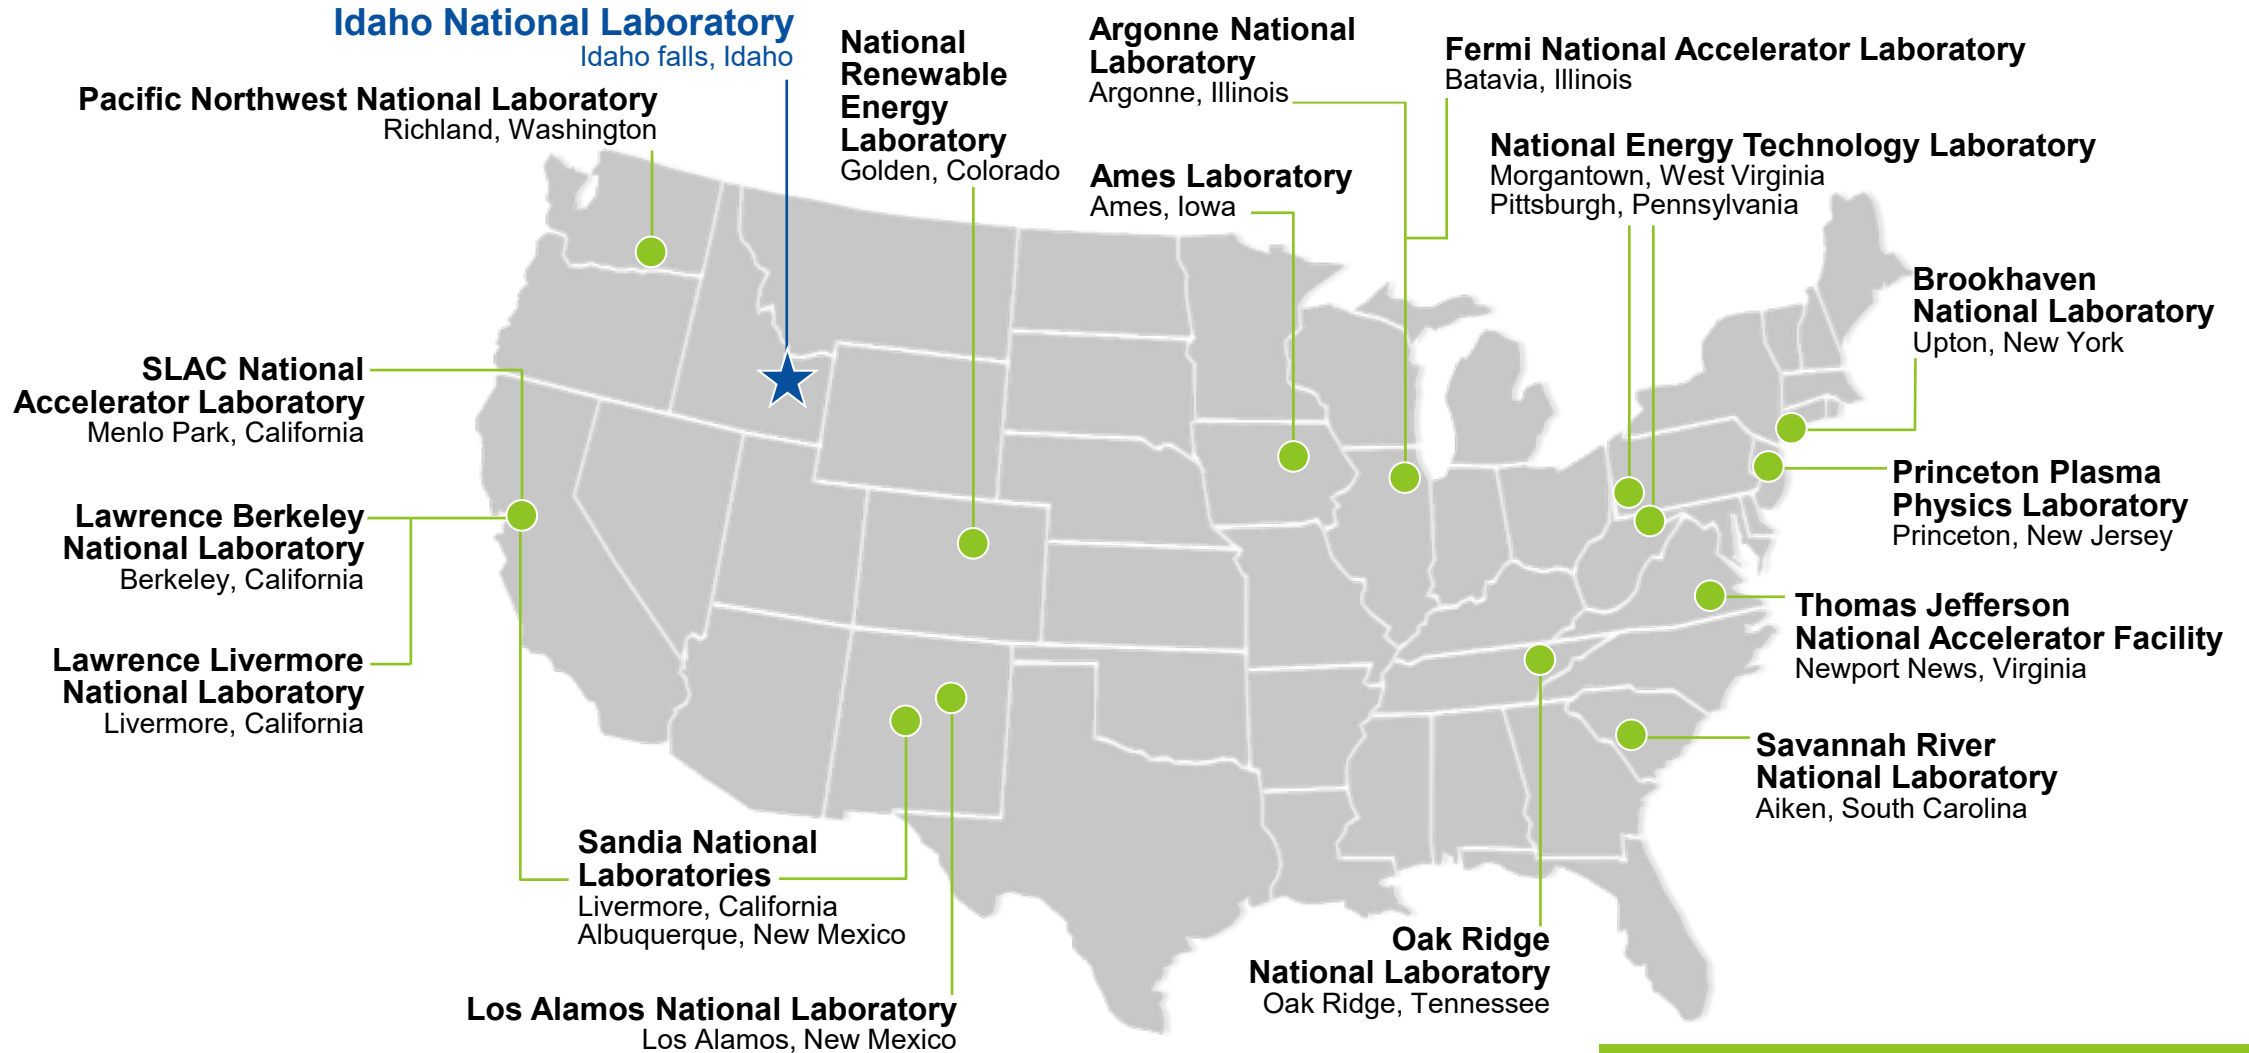 Idaho National Laboratory
Idaho falls, Idaho
Pacific Northwest National Laboratory
Richland, Washington
National
Renewable
Energy
Laboratory
Golden, Colorado
Argonne National
Laboratory
Argonne, Illinois
Ames Laboratory
Ames, Iowa
Fermi National Accelerator Laboratory
Batavia, Illinois
National Energy Technology Laboratory
Morgantown, West Virginia
Pittsburgh, Pennsylvania
Brookhaven
National Laboratory
Upton, New York
SLAC National
Accelerator Laboratory
Menlo Park, California
Lawrence Berkeley
National Laboratory
Berkeley, California
Lawrence Livermore
National Laboratory
Livermore, California
Princeton Plasma
Physics Laboratory
Princeton, New Jersey
Thomas Jefferson
National Accelerator Facility
Newport News, Virginia
Savannah River
National Laboratory
Aiken, South Carolina
Sandia National
Laboratories
Livermore, California
Albuquerque, New Mexico
Los Alamos National Laboratory
Los Alamos, New Mexico
Oak Ridge
National Laboratory
Oak Ridge, Tennessee